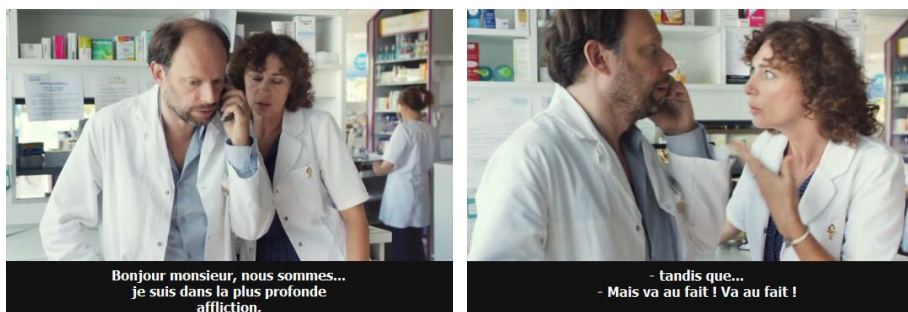 Bonjour monsieur, nous sommes...
je suis dans la plus profonde
affliction,
- tandis que...
- Mais va au fait ! Va au fait !